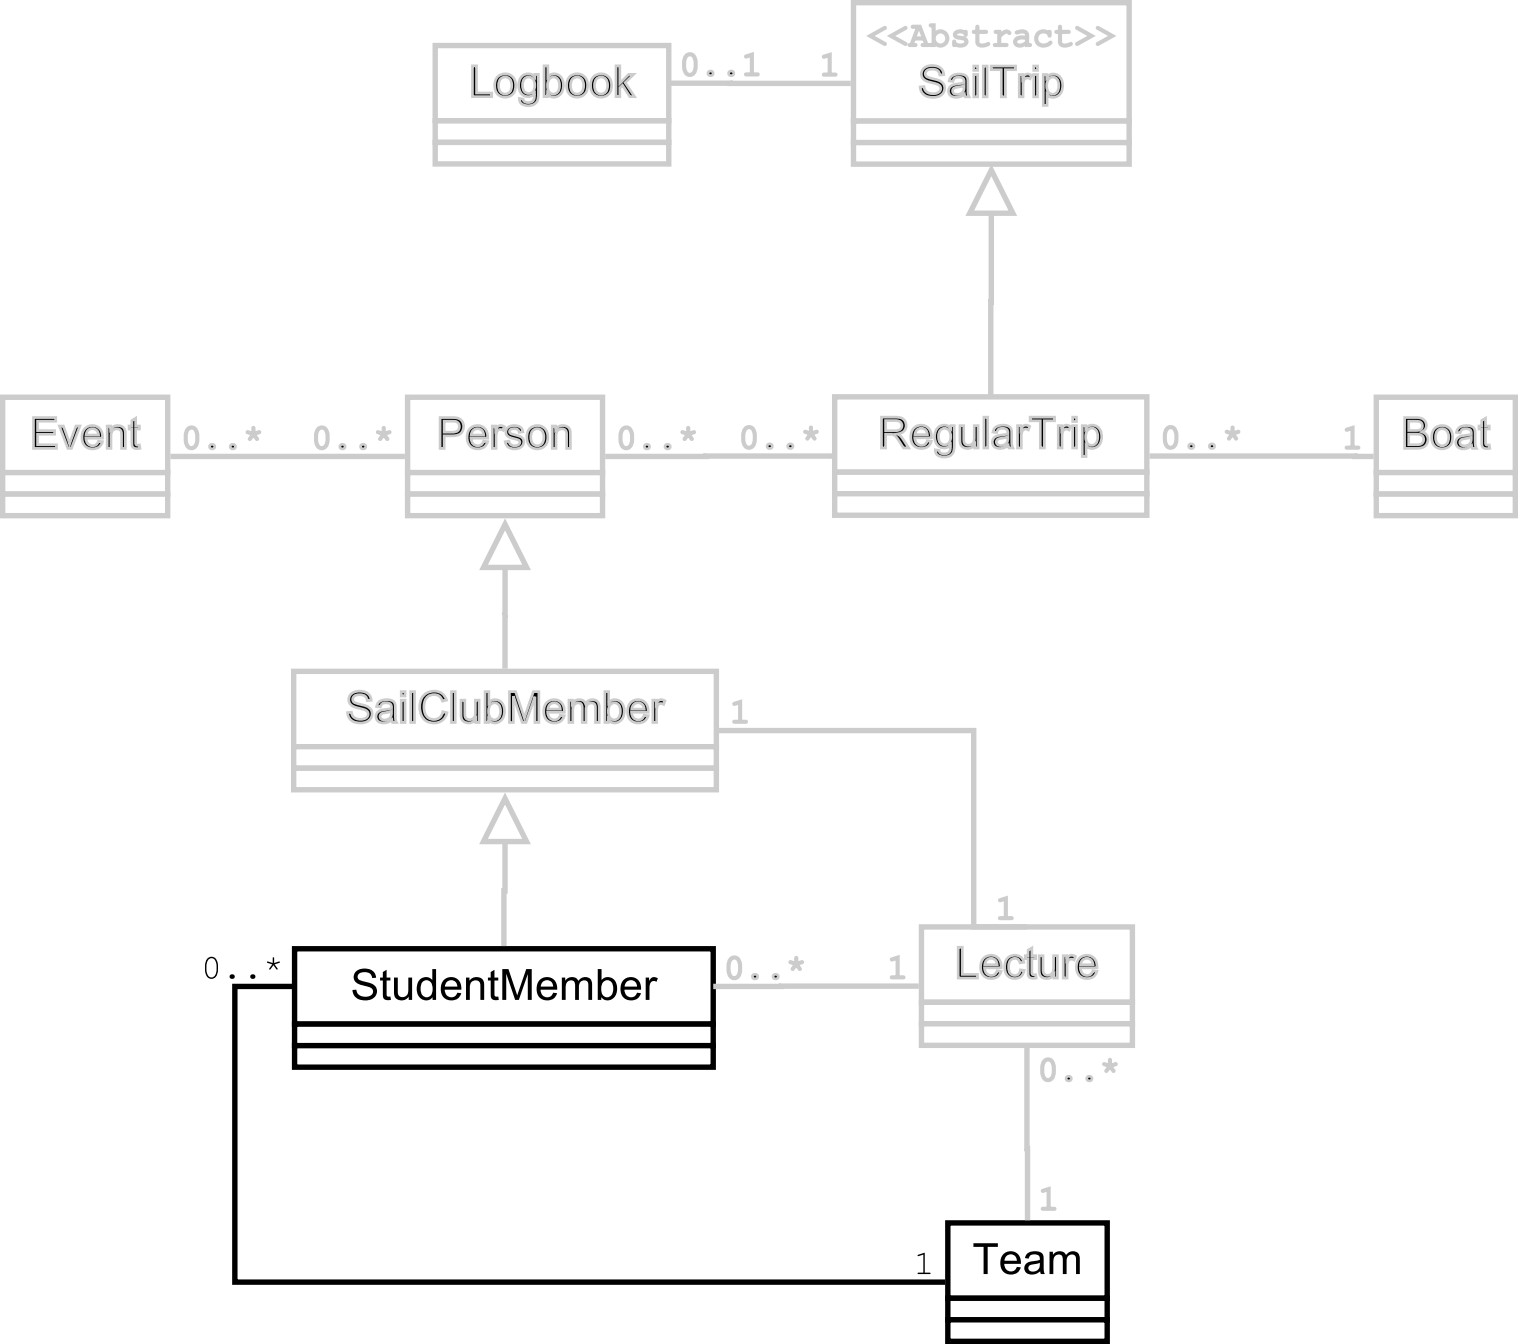 <<Abstract>>
Logbook 0..1 1 SailTrip
Event 0..* 0..* Person 0..* 0..* RegularTrip 0..* 1 Boat
SailClubMember 1
1
0..* StudentMember 0..* 1 Lecture
0..*
1
1 Team